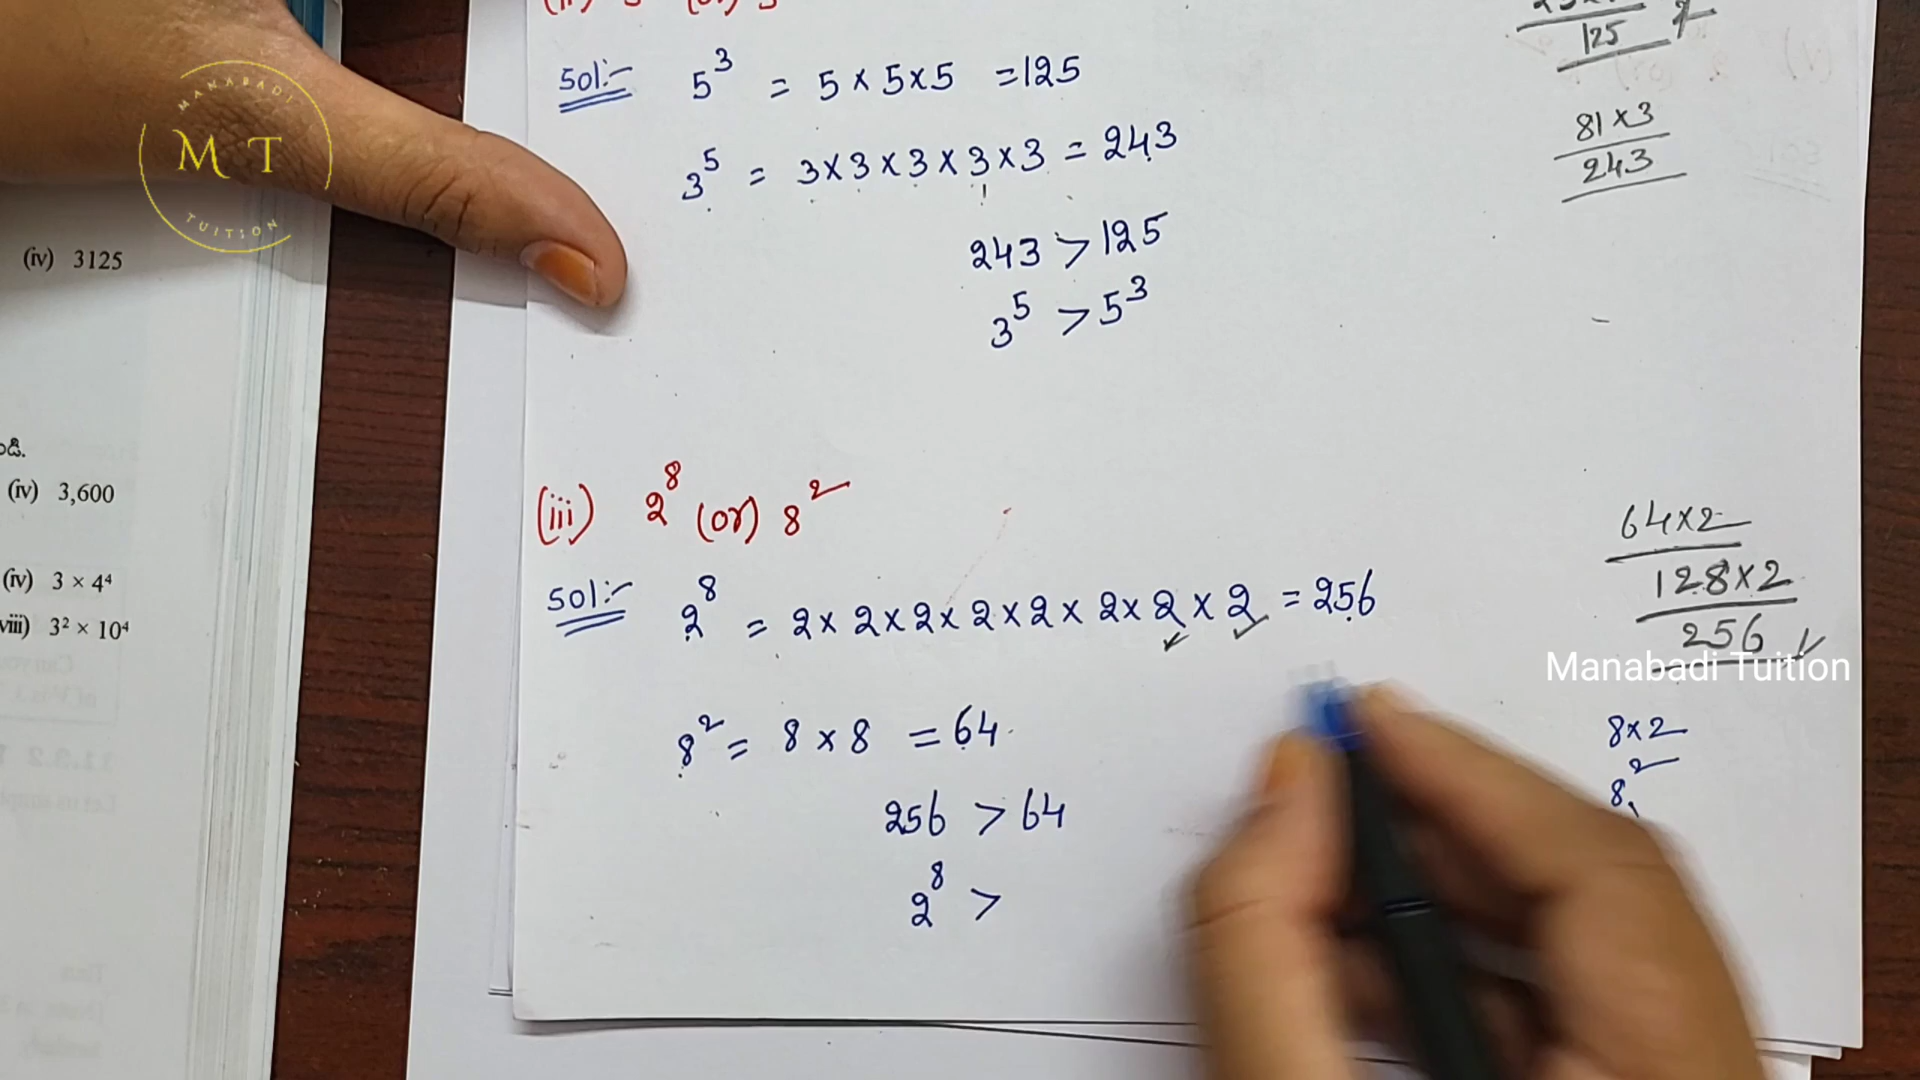 Sol:- 5³ = 5 × 5 × 5 = 125
3⁵ = 3 × 3 × 3 × 3 × 3 = 243
243 > 125
3⁵ > 5³
125
81 × 3
243
(iii) 2⁸ (or) 8²
Sol:- 2⁸ = 2 × 2 × 2 × 2 × 2 × 2 × 2 × 2 = 256
8² = 8 × 8 = 64
256 > 64
2⁸ >
64 × 2
128 × 2
256
8 × 2
8²
(iv) 3125
(iv) 3,600
(iv) 3 × 4⁴
viii) 3² × 10⁴
MANABADI
MT
TUITION
Manabadi Tuition